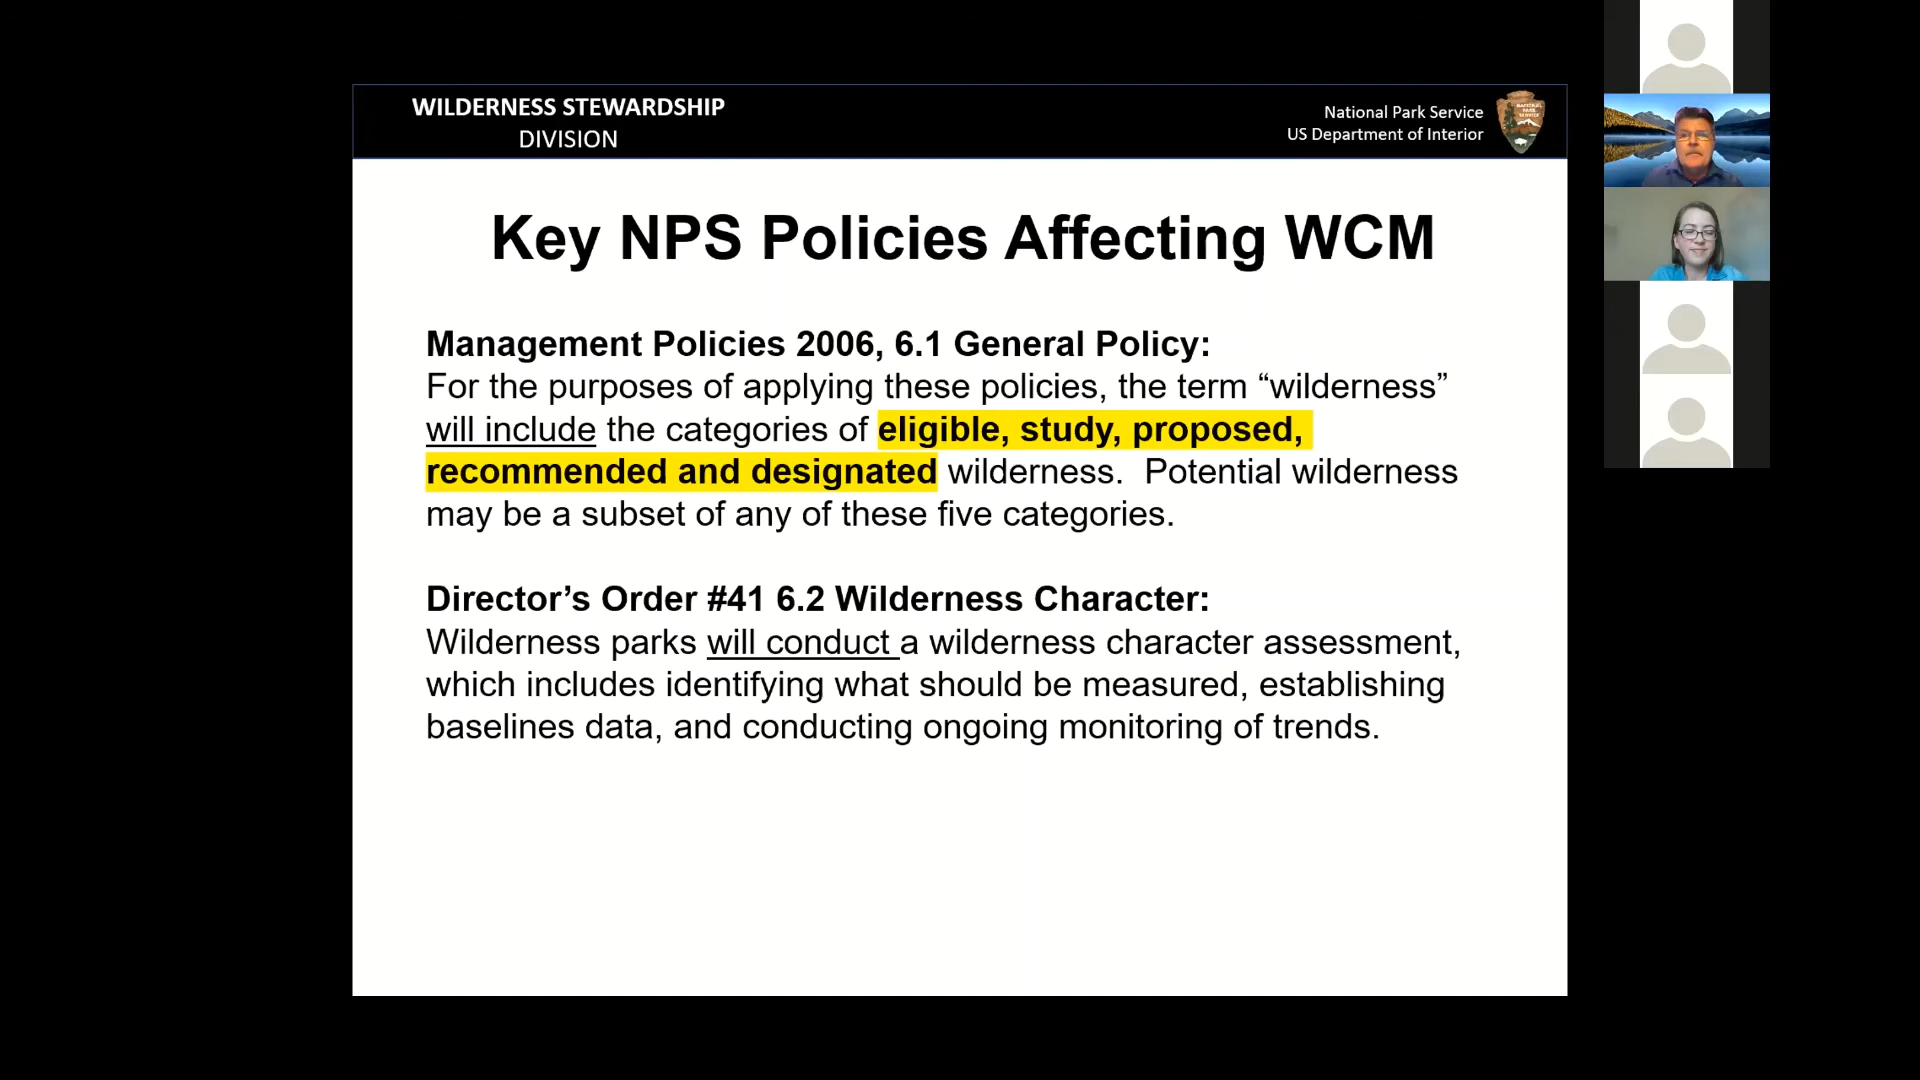 WILDERNESS STEWARDSHIP
DIVISION
National Park Service
US Department of Interior
NATIONAL
PARK
SERVICE
Key NPS Policies Affecting WCM
Management Policies 2006, 6.1 General Policy:
For the purposes of applying these policies, the term “wilderness”
will include the categories of eligible, study, proposed,
recommended and designated wilderness.  Potential wilderness
may be a subset of any of these five categories.
Director’s Order #41 6.2 Wilderness Character:
Wilderness parks will conduct a wilderness character assessment,
which includes identifying what should be measured, establishing
baselines data, and conducting ongoing monitoring of trends.